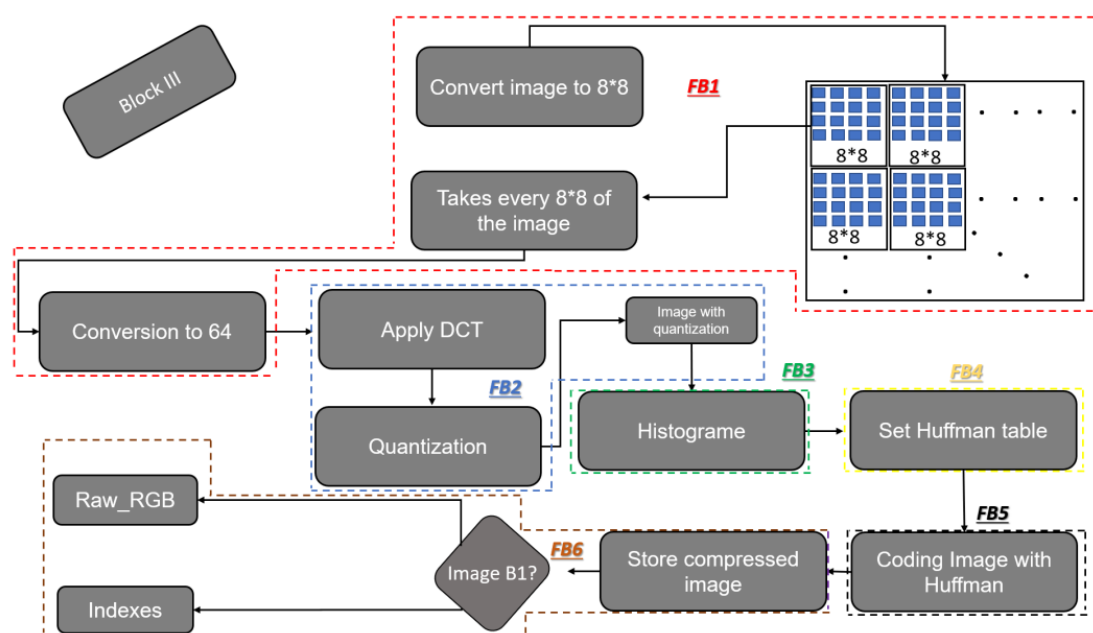 Block III
Convert image to 8*8
FB1
8*8
8*8
8*8
8*8
Takes every 8*8 of
the image
Conversion to 64
Apply DCT
Image with
quantization
FB2
Quantization
FB3
Histograme
FB4
Set Huffman table
Raw_RGB
FB5
Coding Image with
Huffman
Store compressed
image
FB6
Image B1?
Indexes